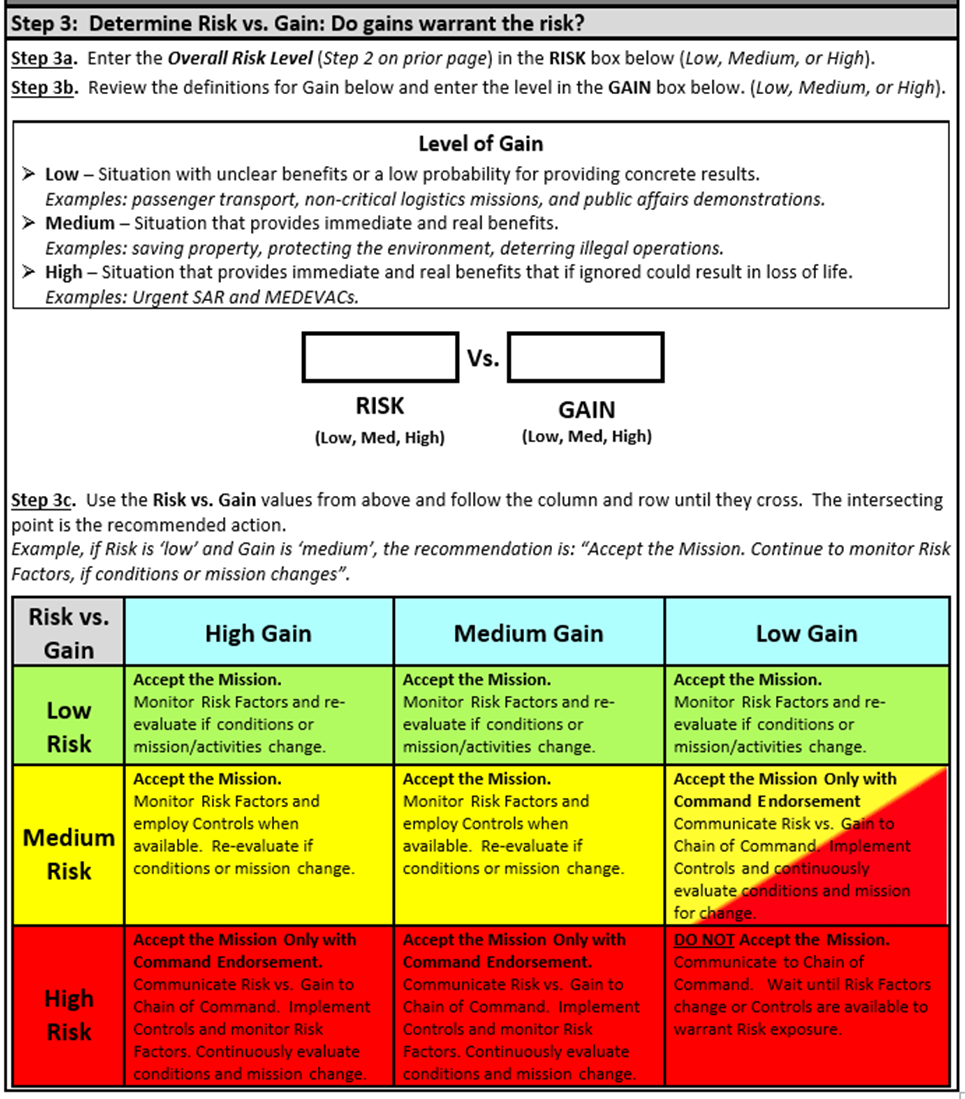 Step 3:  Determine Risk vs. Gain: Do gains warrant the risk?
Step 3a.  Enter the Overall Risk Level (Step 2 on prior page) in the RISK box below (Low, Medium, or High).
Step 3b.  Review the definitions for Gain below and enter the level in the GAIN box below. (Low, Medium, or High).
Level of Gain
➢ Low – Situation with unclear benefits or a low probability for providing concrete results.
Examples: passenger transport, non-critical logistics missions, and public affairs demonstrations.
➢ Medium – Situation that provides immediate and real benefits.
Examples: saving property, protecting the environment, deterring illegal operations.
➢ High – Situation that provides immediate and real benefits that if ignored could result in loss of life.
Examples: Urgent SAR and MEDEVACs.
Vs.
RISK
(Low, Med, High)
GAIN
(Low, Med, High)
Step 3c.  Use the Risk vs. Gain values from above and follow the column and row until they cross.  The intersecting
point is the recommended action.
Example, if Risk is ‘low’ and Gain is ‘medium’, the recommendation is: “Accept the Mission. Continue to monitor Risk
Factors, if conditions or mission changes”.
Risk vs.
Gain
High Gain
Medium Gain
Low Gain
Low
Risk
Accept the Mission.
Monitor Risk Factors and re-
evaluate if conditions or
mission/activities change.
Accept the Mission.
Monitor Risk Factors and re-
evaluate if conditions or
mission/activities change.
Accept the Mission.
Monitor Risk Factors and re-
evaluate if conditions or
mission/activities change.
Medium
Risk
Accept the Mission.
Monitor Risk Factors and
employ Controls when
available.  Re-evaluate if
conditions or mission change.
Accept the Mission.
Monitor Risk Factors and
employ Controls when
available.  Re-evaluate if
conditions or mission change.
Accept the Mission Only with
Command Endorsement
Communicate Risk vs. Gain to
Chain of Command.  Implement
Controls and continuously
evaluate conditions and mission
for change.
High
Risk
Accept the Mission Only with
Command Endorsement.
Communicate Risk vs. Gain to
Chain of Command.  Implement
Controls and monitor Risk
Factors. Continuously evaluate
conditions and mission change.
Accept the Mission Only with
Command Endorsement.
Communicate Risk vs. Gain to
Chain of Command.  Implement
Controls and monitor Risk
Factors. Continuously evaluate
conditions and mission change.
DO NOT Accept the Mission.
Communicate to Chain of
Command.   Wait until Risk Factors
change or Controls are available to
warrant Risk exposure.